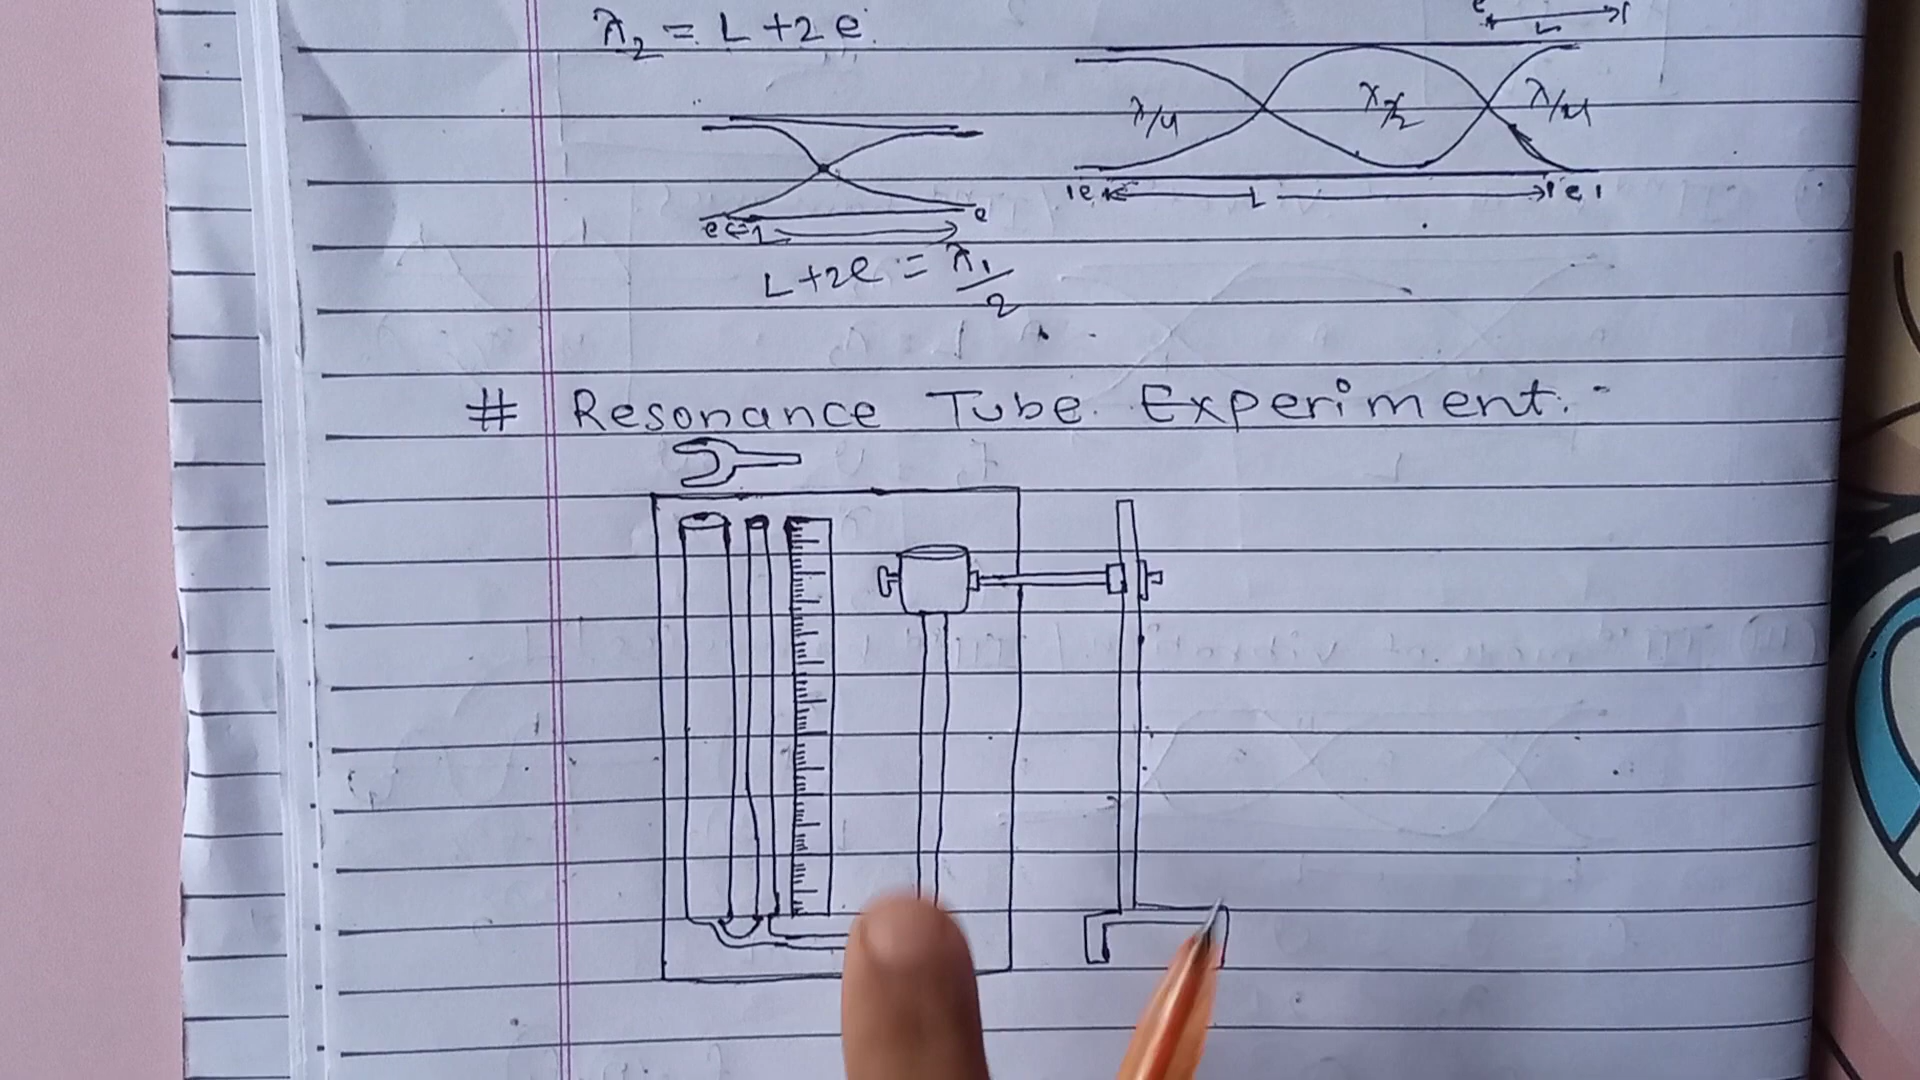 λ₂ = L + 2e.
e
L
λ/4 λ/2 λ/4
e L e
e L e
L + 2e = λ₁/2
# Resonance Tube Experiment.-